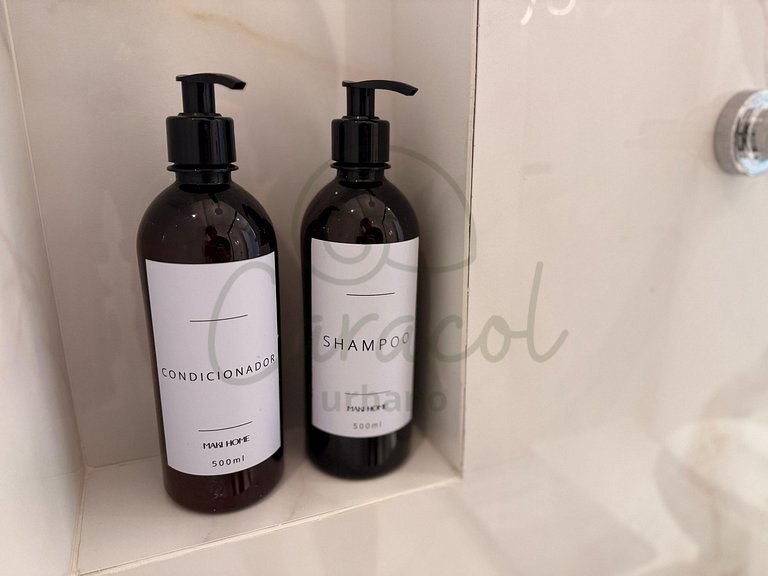 CONDICIONADOR
MAKI HOME
500ml
SHAMPOO
MAKI HOME
500ml
Caracol
urbano